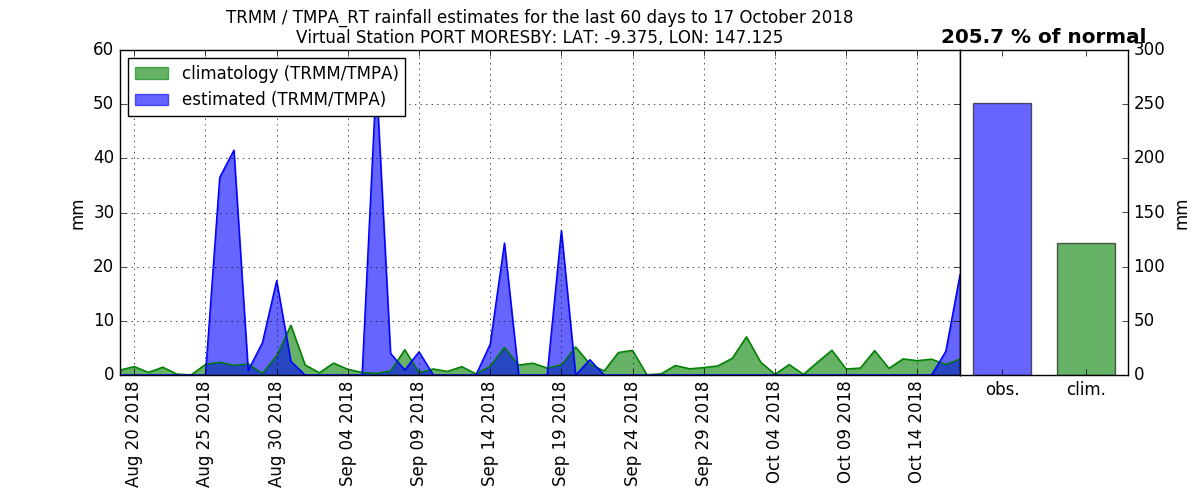 TRMM / TMPA_RT rainfall estimates for the last 60 days to 17 October 2018
Virtual Station PORT MORESBY: LAT: -9.375, LON: 147.125
205.7 % of normal
climatology (TRMM/TMPA)
estimated (TRMM/TMPA)
60
50
40
30
20
10
0
mm
300
250
200
150
100
50
0
mm
Aug 20 2018
Aug 25 2018
Aug 30 2018
Sep 04 2018
Sep 09 2018
Sep 14 2018
Sep 19 2018
Sep 24 2018
Sep 29 2018
Oct 04 2018
Oct 09 2018
Oct 14 2018
obs.
clim.